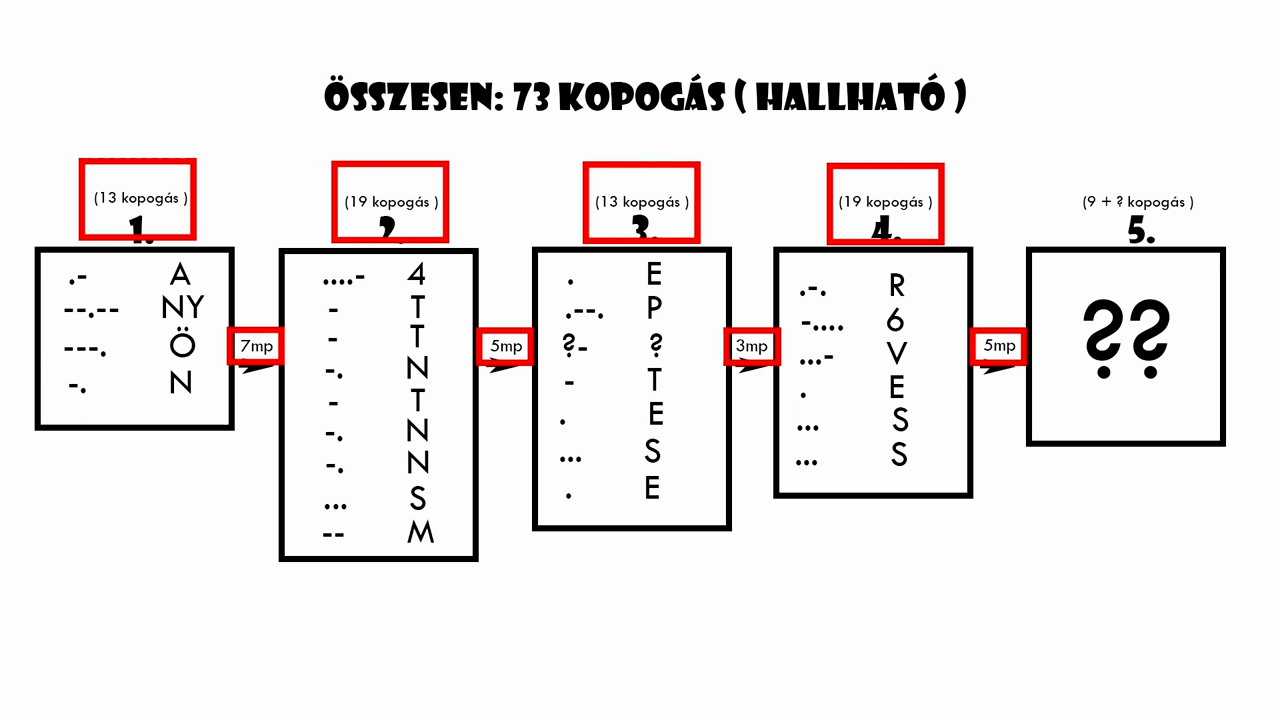 ÖSSZESEN: 73 KOPOGÁS ( HALLHATÓ )
(13 kopogás )
1.
.- A
--.-- NY
---. Ö
-. N
7mp
(19 kopogás )
2.
....- 4
- T
- T
-. N
- T
-. N
-. N
... S
-- M
5mp
(13 kopogás )
3.
. E
.--. P
?- ?
- T
. E
... S
. E
3mp
(19 kopogás )
4.
.-. R
-.... 6
...- V
. E
... S
... S
5mp
(9 + ? kopogás )
5.
??